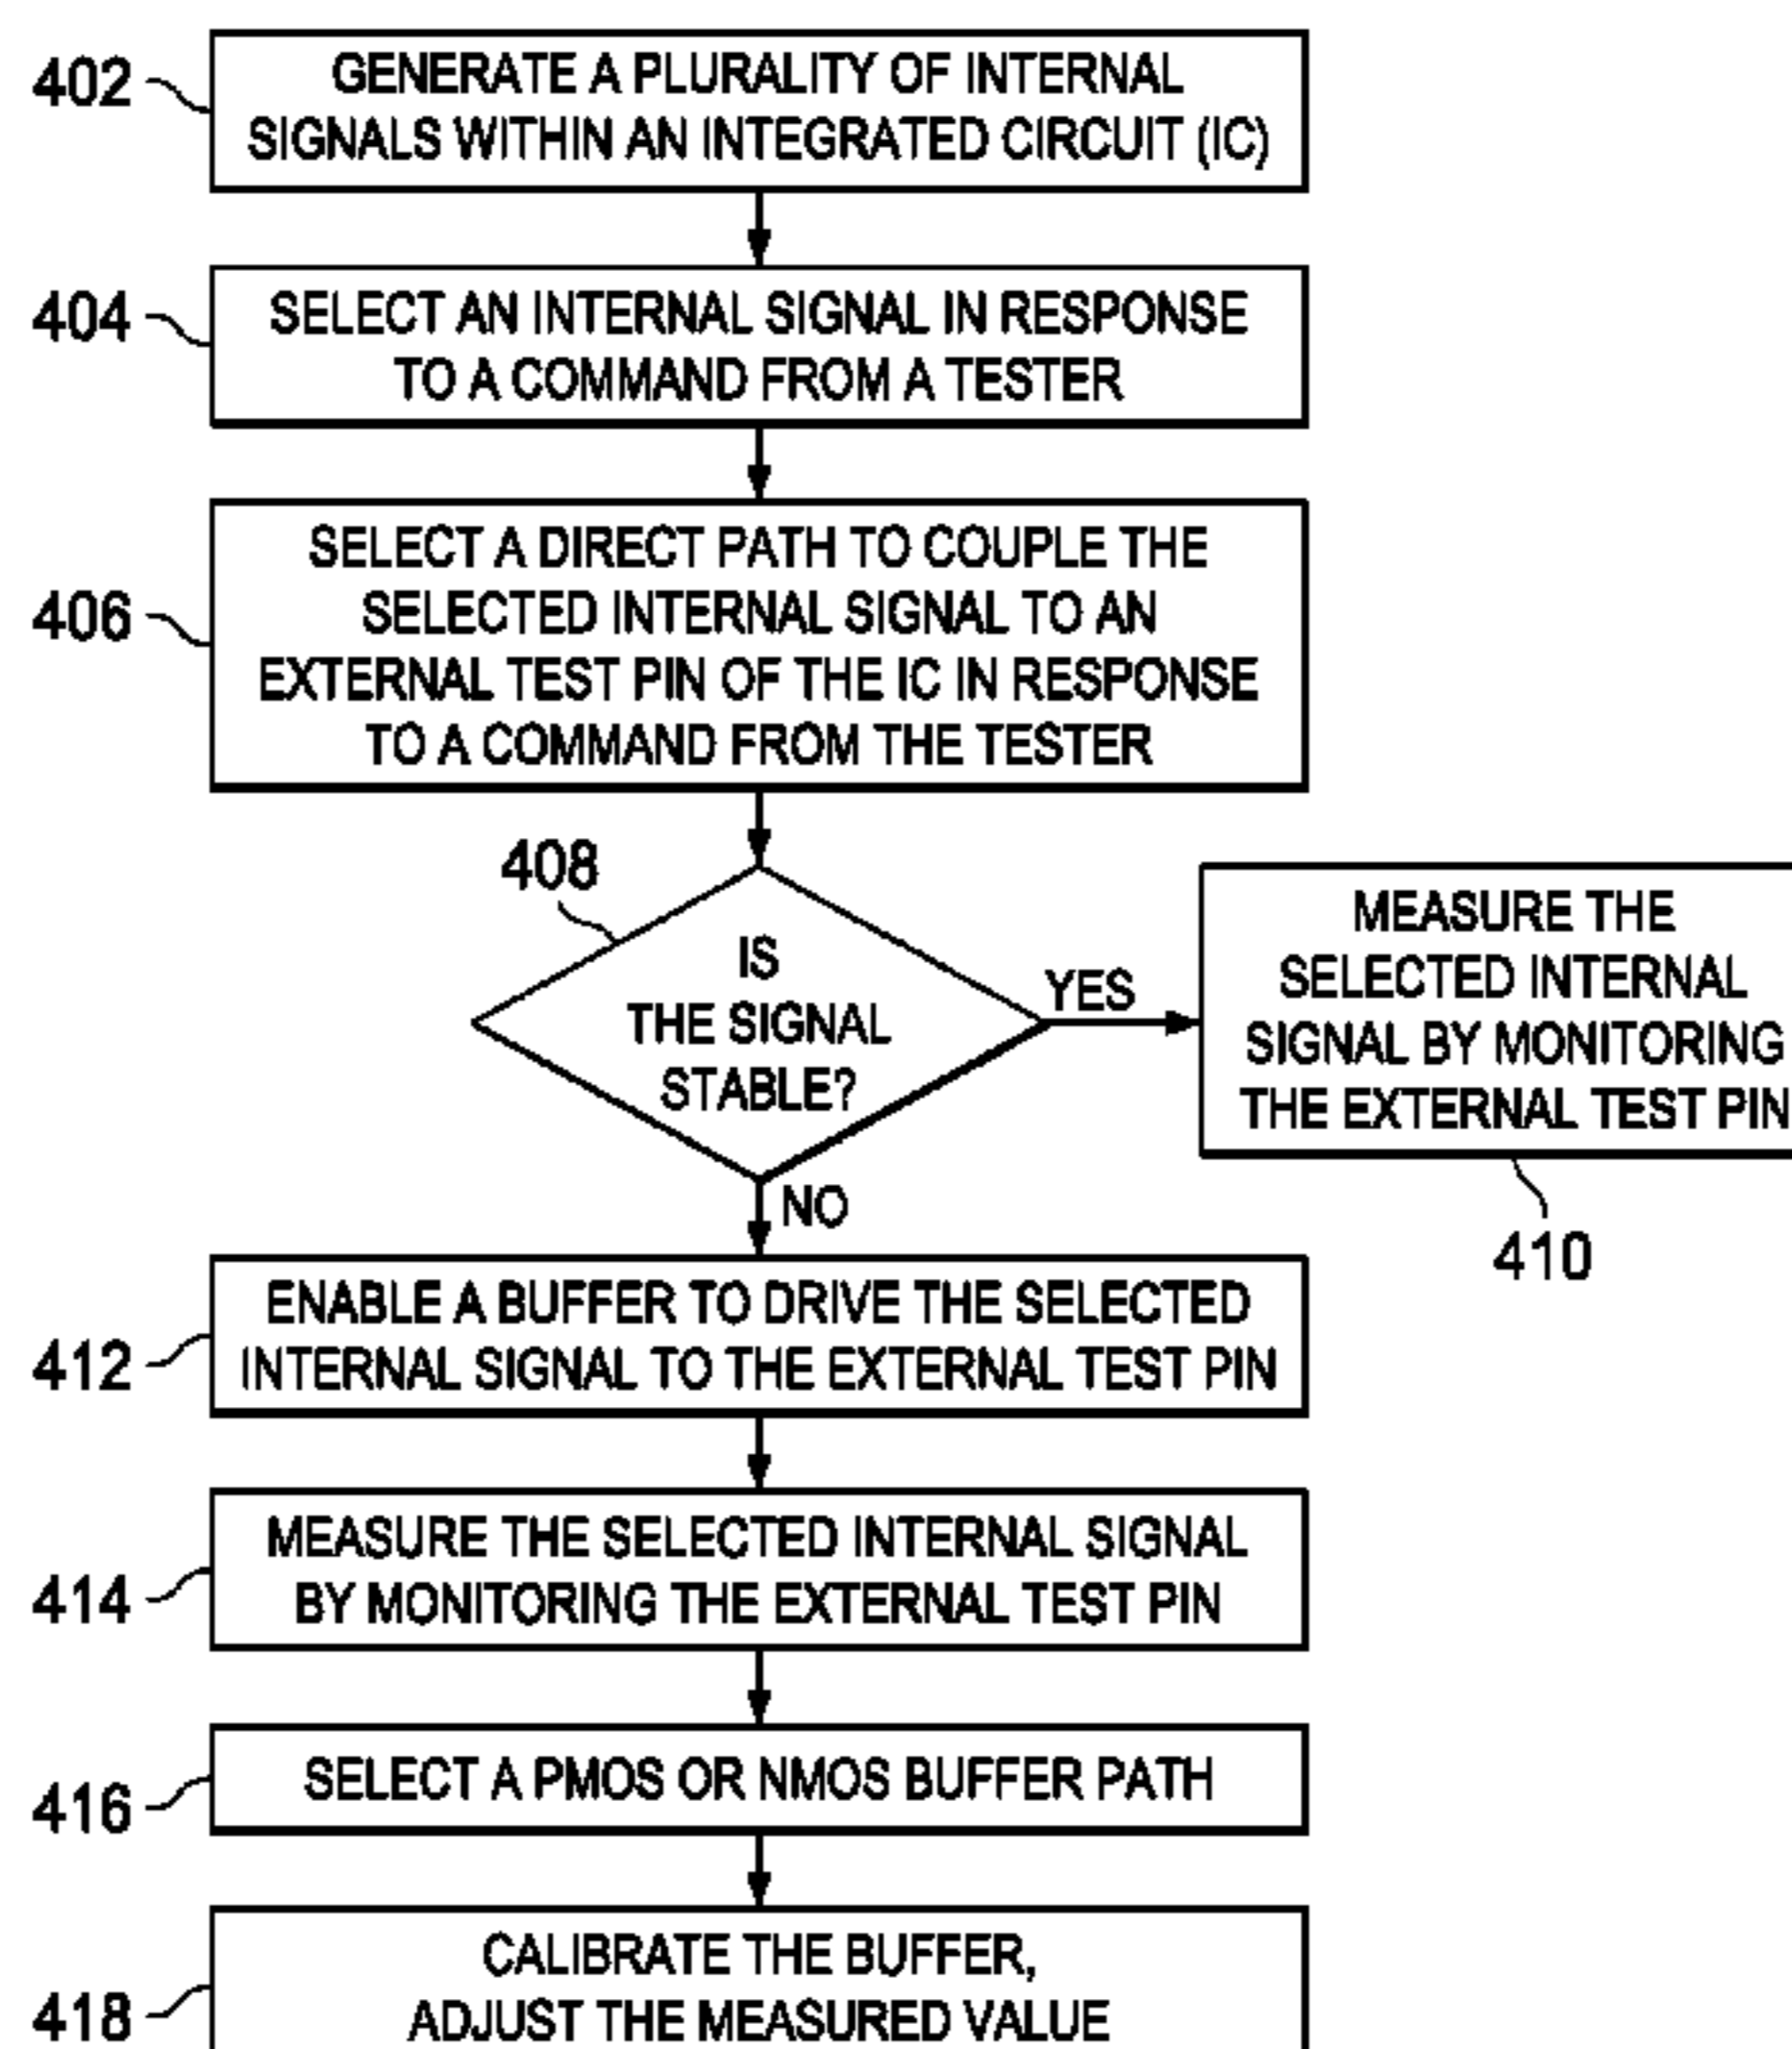 402
GENERATE A PLURALITY OF INTERNAL
SIGNALS WITHIN AN INTEGRATED CIRCUIT (IC)
404
SELECT AN INTERNAL SIGNAL IN RESPONSE
TO A COMMAND FROM A TESTER
406
SELECT A DIRECT PATH TO COUPLE THE
SELECTED INTERNAL SIGNAL TO AN
EXTERNAL TEST PIN OF THE IC IN RESPONSE
TO A COMMAND FROM THE TESTER
408
IS
THE SIGNAL
STABLE?
YES
MEASURE THE
SELECTED INTERNAL
SIGNAL BY MONITORING
THE EXTERNAL TEST PIN
410
NO
412
ENABLE A BUFFER TO DRIVE THE SELECTED
INTERNAL SIGNAL TO THE EXTERNAL TEST PIN
414
MEASURE THE SELECTED INTERNAL SIGNAL
BY MONITORING THE EXTERNAL TEST PIN
416
SELECT A PMOS OR NMOS BUFFER PATH
418
CALIBRATE THE BUFFER,
ADJUST THE MEASURED VALUE